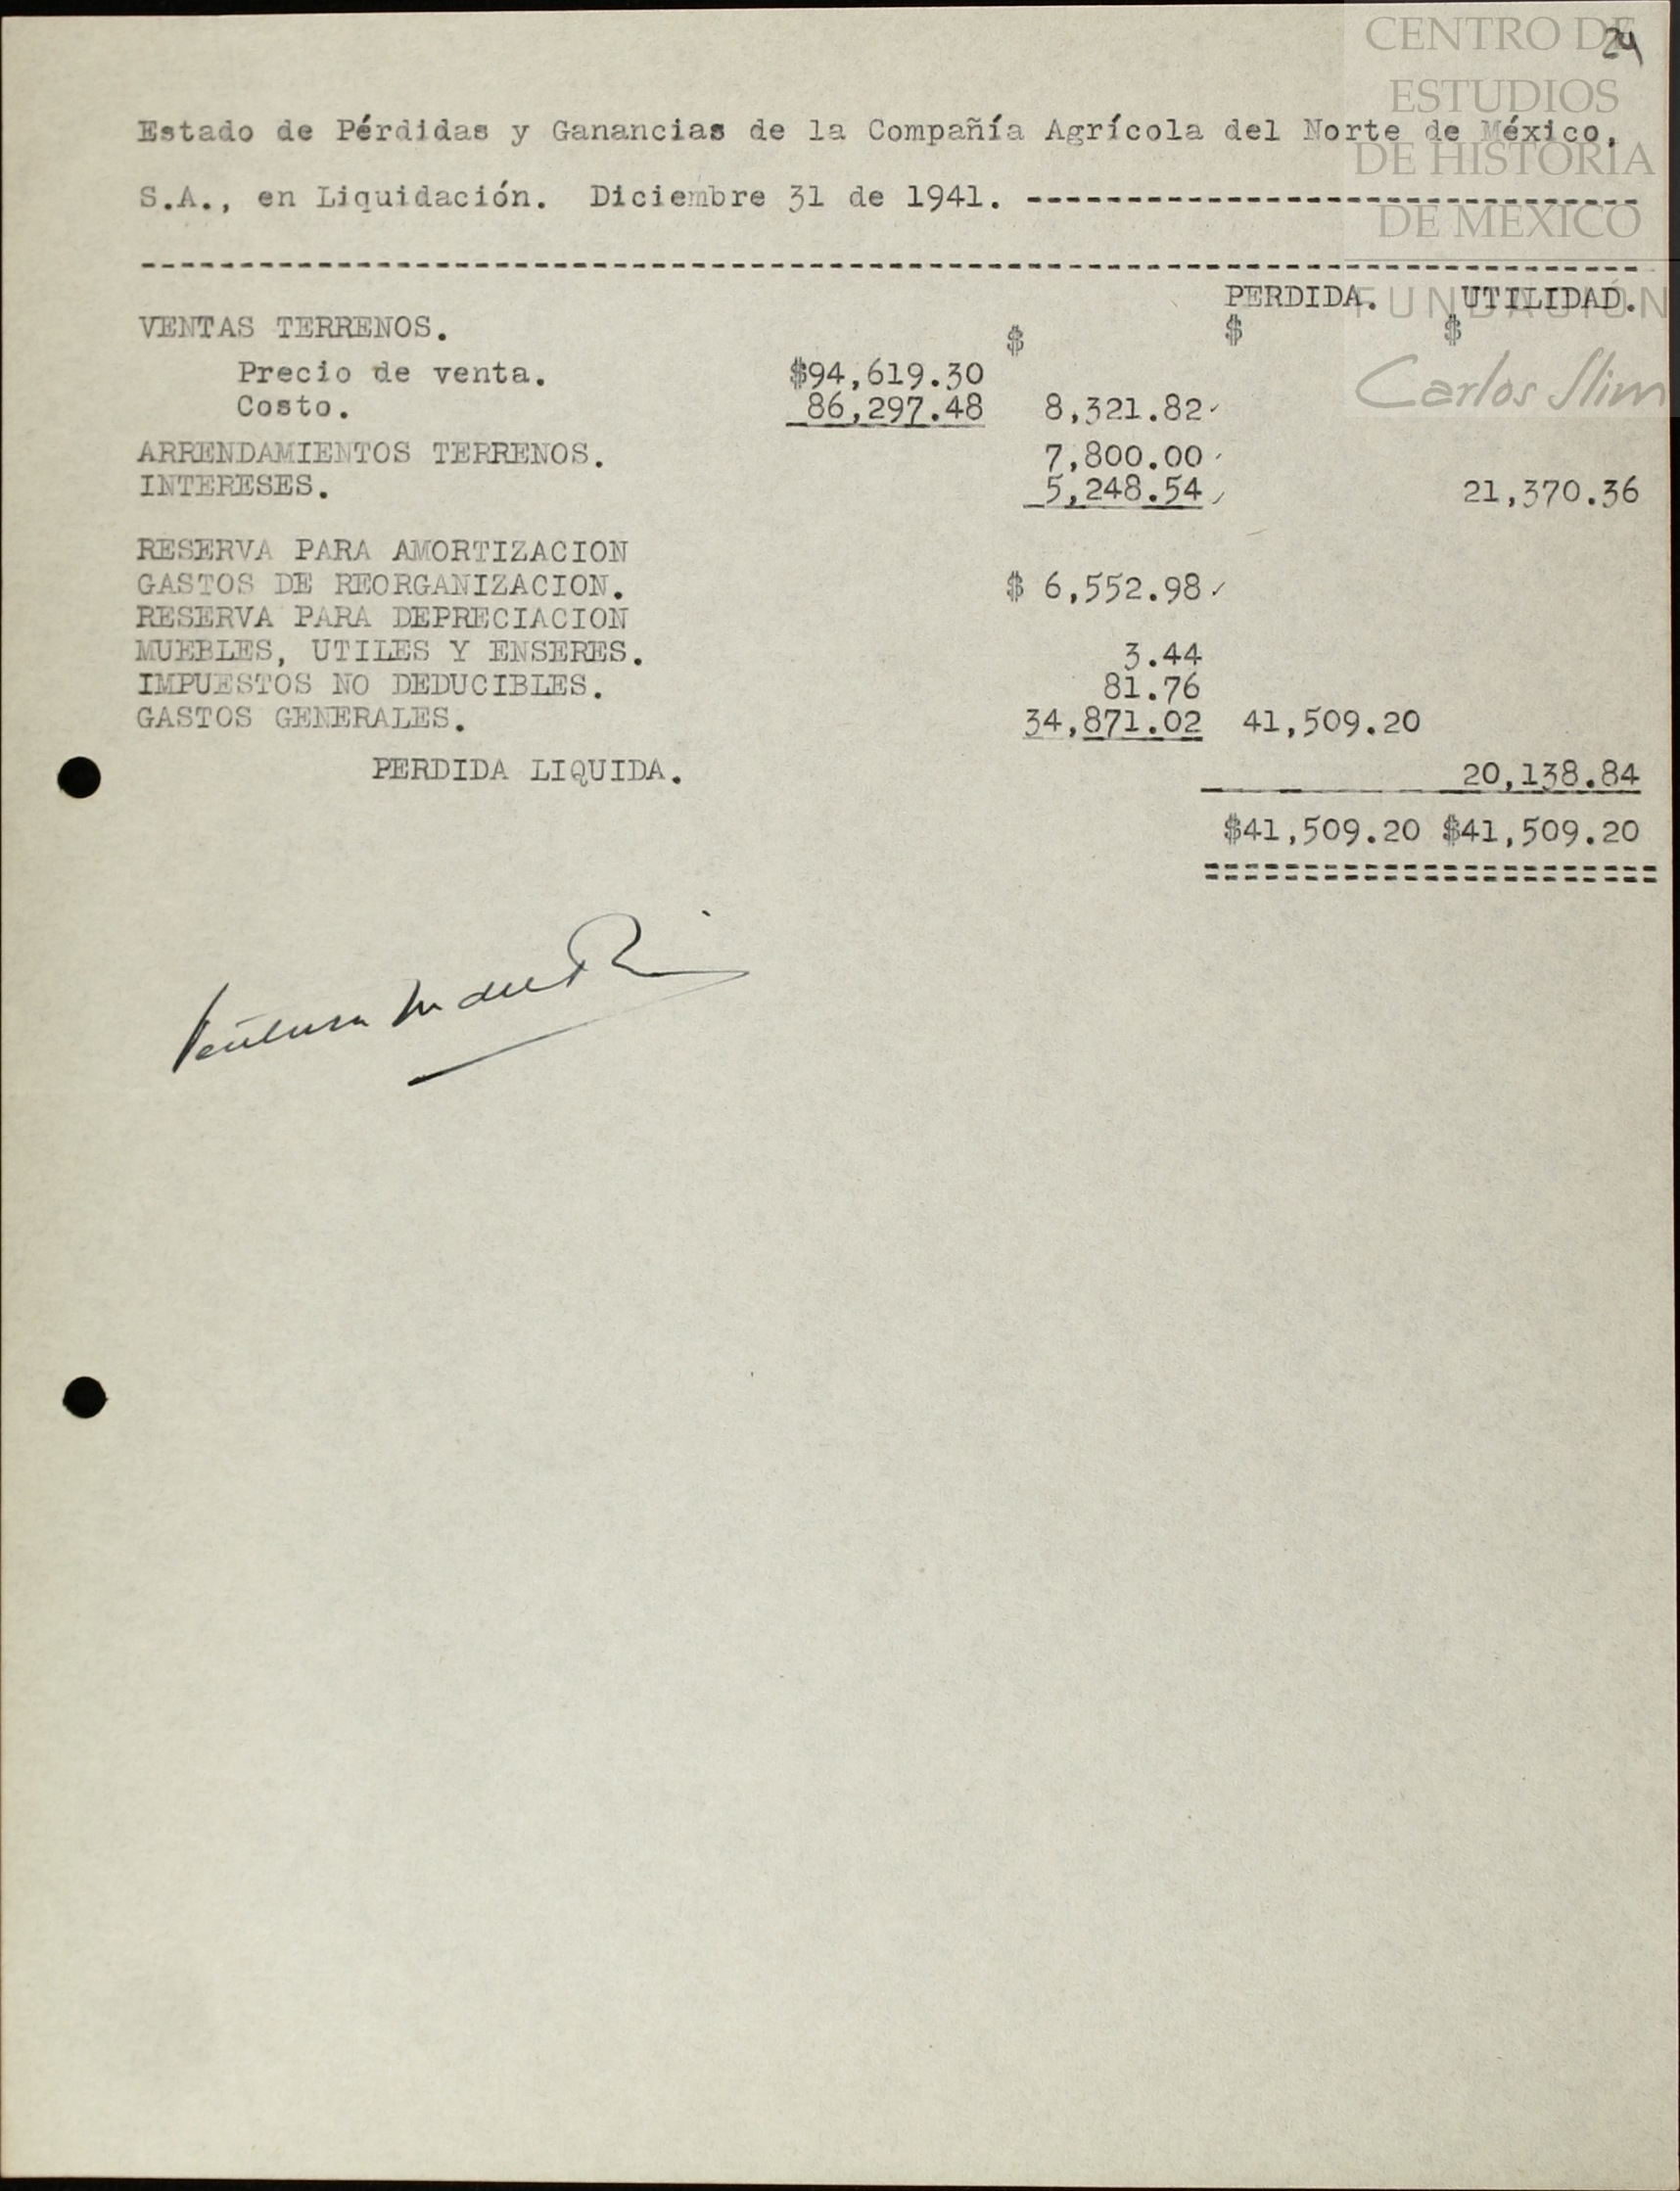 24
CENTRO DE
ESTUDIOS
DE HISTORIA
DE MEXICO
FUNDACIÓN
Carlos Slim
Estado de Pérdidas y Ganancias de la Compañía Agrícola del Norte de México,
S.A., en Liquidación. Diciembre 31 de 1941. -------------------------------
----------------------------------------------------------------------------
PERDIDA. UTILIDAD.
VENTAS TERRENOS. $ $ $
Precio de venta. $94,619.30
Costo. 86,297.48 8,321.82
ARRENDAMIENTOS TERRENOS. 7,800.00
INTERESES. 5,248.54 21,370.36
RESERVA PARA AMORTIZACION
GASTOS DE REORGANIZACION. $ 6,552.98
RESERVA PARA DEPRECIACION
MUEBLES, UTILES Y ENSERES. 3.44
IMPUESTOS NO DEDUCIBLES. 81.76
GASTOS GENERALES. 34,871.02 41,509.20
PERDIDA LIQUIDA. 20,138.84
$41,509.20 $41,509.20
=======================